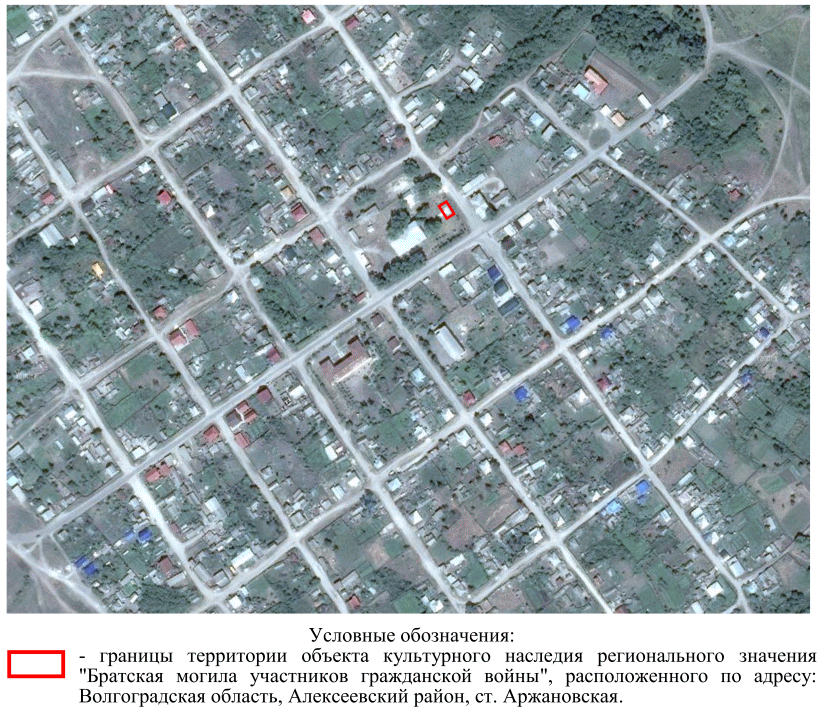 Условные обозначения:
- границы территории объекта культурного наследия регионального значения
"Братская могила участников гражданской войны", расположенного по адресу:
Волгоградская область, Алексеевский район, ст. Аржановская.